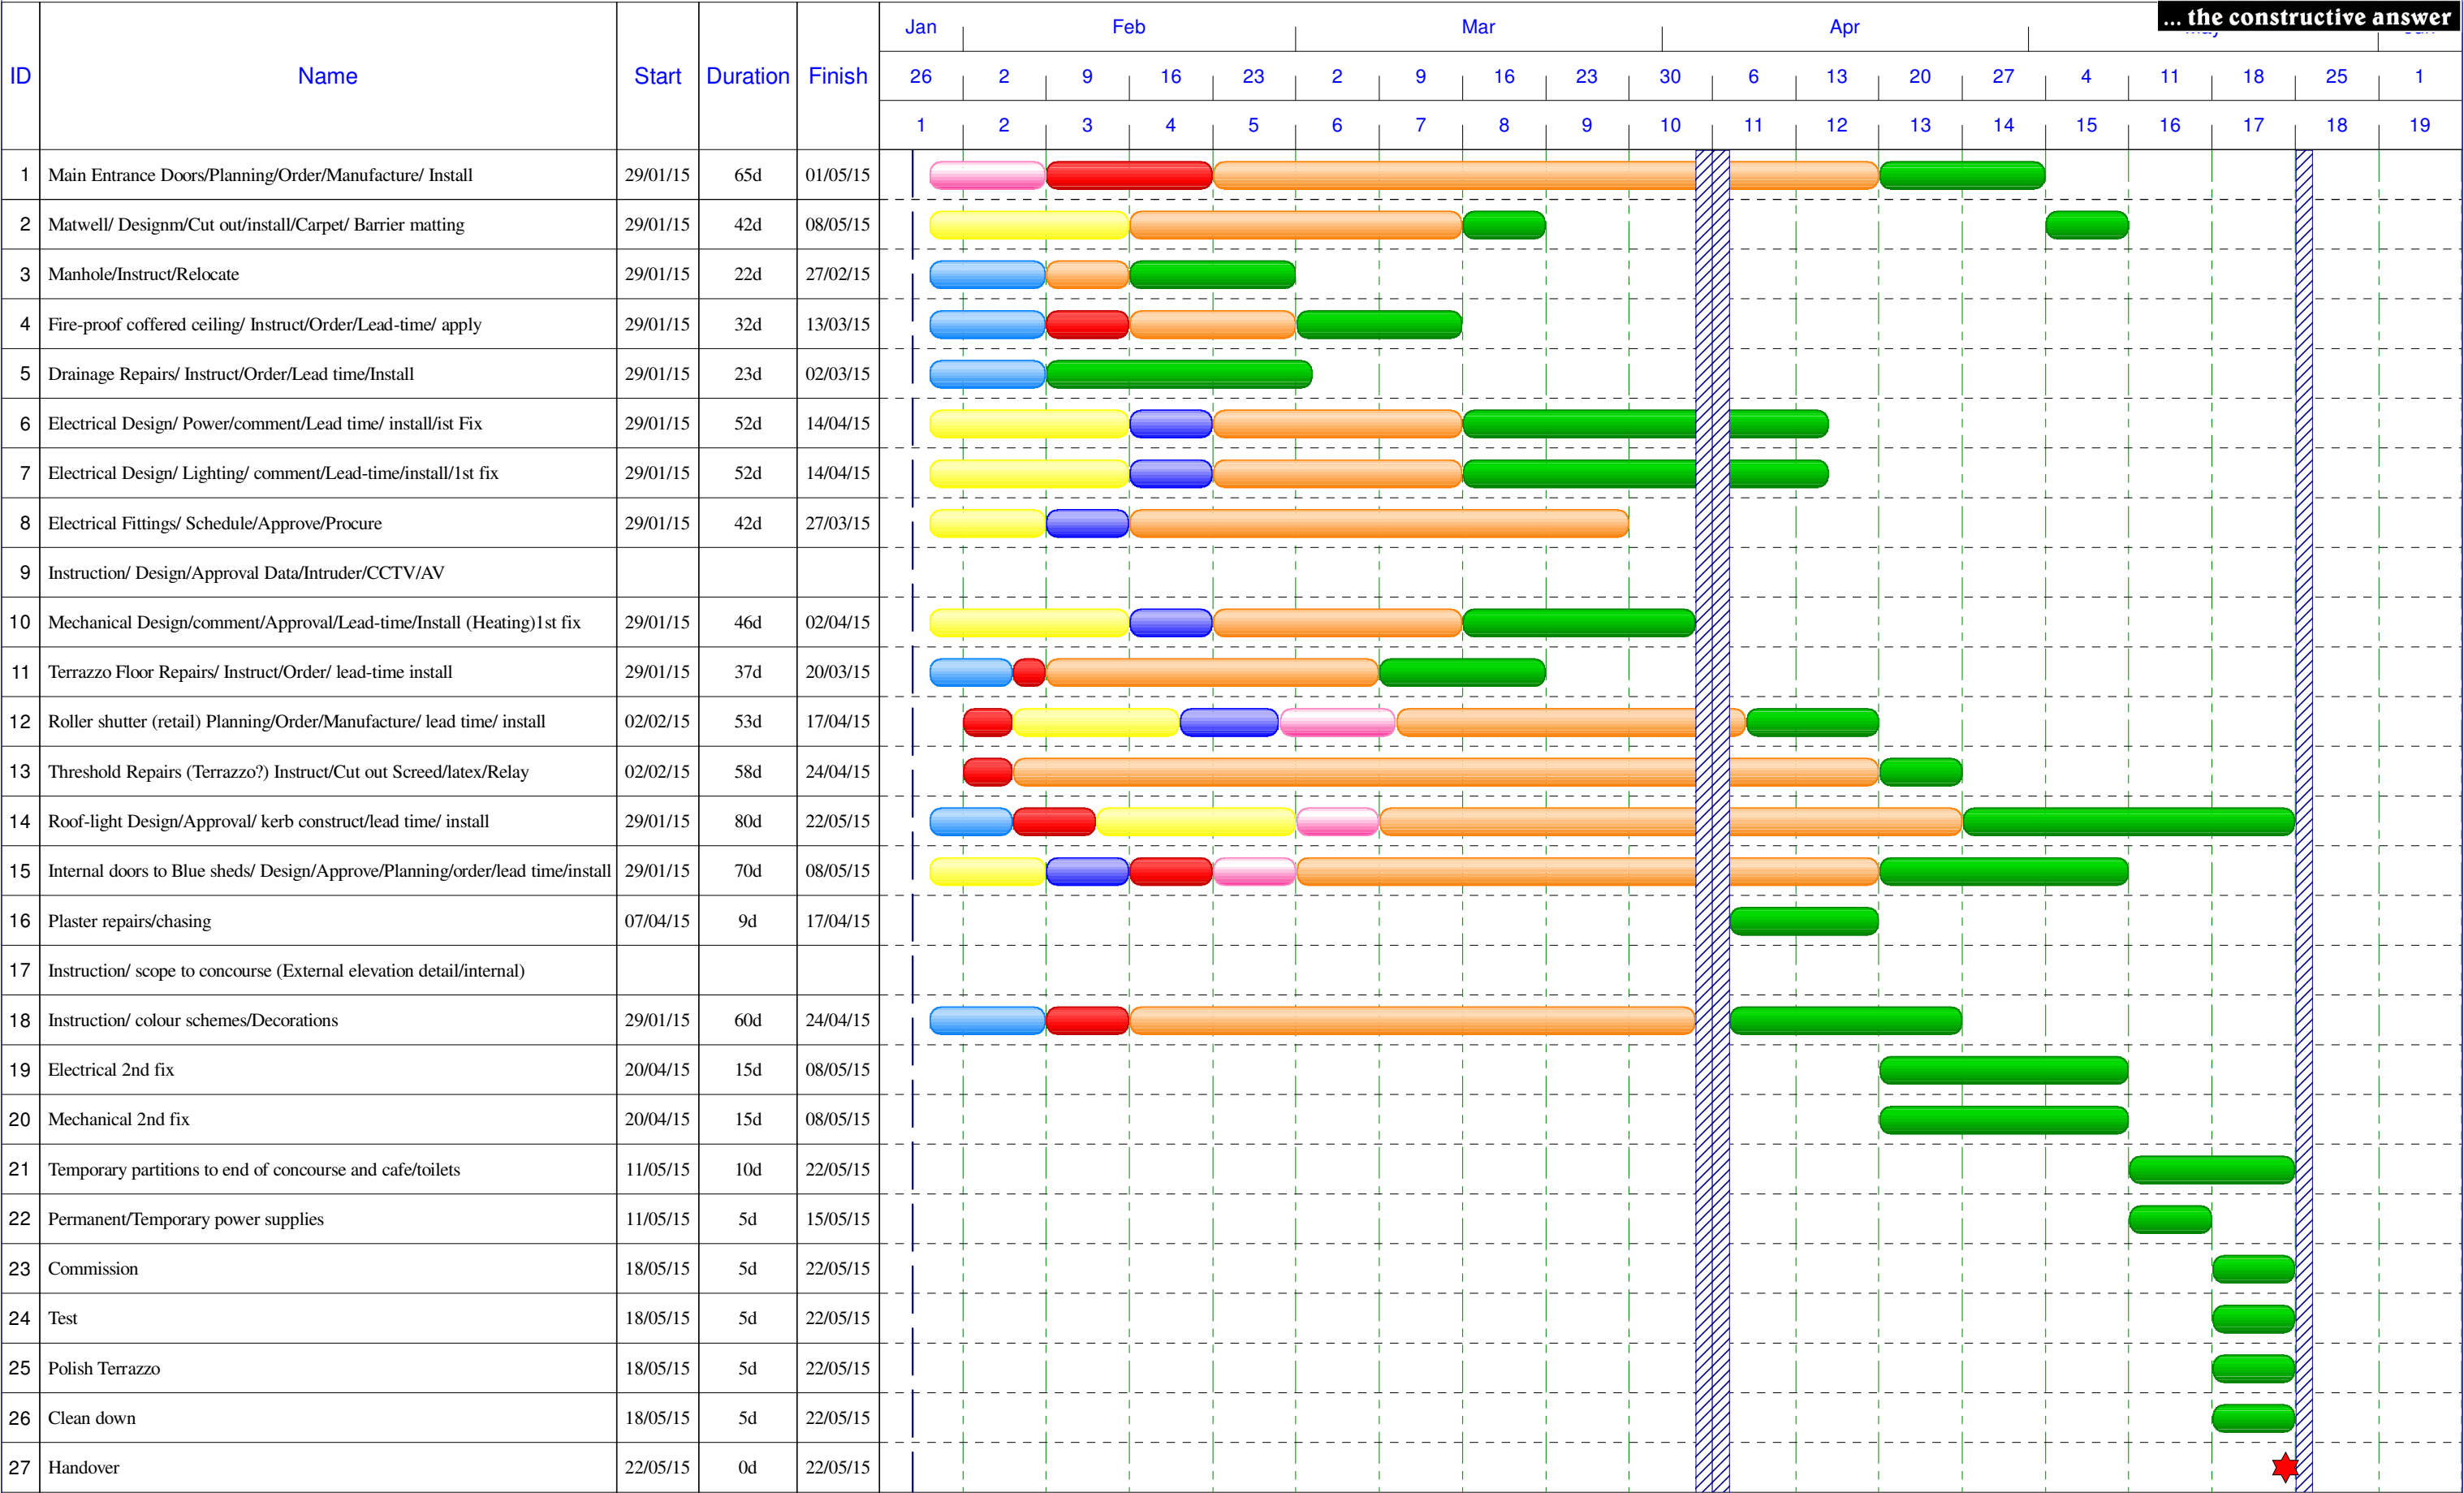 ... the constructive answer
Jan Feb Mar Apr
ID Name Start Duration Finish
26 2 9 16 23 2 9 16 23 30 6 13 20 27 4 11 18 25 1
1 2 3 4 5 6 7 8 9 10 11 12 13 14 15 16 17 18 19
1 Main Entrance Doors/Planning/Order/Manufacture/ Install 29/01/15 65d 01/05/15
2 Matwell/ Designm/Cut out/install/Carpet/ Barrier matting 29/01/15 42d 08/05/15
3 Manhole/Instruct/Relocate 29/01/15 22d 27/02/15
4 Fire-proof coffered ceiling/ Instruct/Order/Lead-time/ apply 29/01/15 32d 13/03/15
5 Drainage Repairs/ Instruct/Order/Lead time/Install 29/01/15 23d 02/03/15
6 Electrical Design/ Power/comment/Lead time/ install/ist Fix 29/01/15 52d 14/04/15
7 Electrical Design/ Lighting/ comment/Lead-time/install/1st fix 29/01/15 52d 14/04/15
8 Electrical Fittings/ Schedule/Approve/Procure 29/01/15 42d 27/03/15
9 Instruction/ Design/Approval Data/Intruder/CCTV/AV
10 Mechanical Design/comment/Approval/Lead-time/Install (Heating)1st fix 29/01/15 46d 02/04/15
11 Terrazzo Floor Repairs/ Instruct/Order/ lead-time install 29/01/15 37d 20/03/15
12 Roller shutter (retail) Planning/Order/Manufacture/ lead time/ install 02/02/15 53d 17/04/15
13 Threshold Repairs (Terrazzo?) Instruct/Cut out Screed/latex/Relay 02/02/15 58d 24/04/15
14 Roof-light Design/Approval/ kerb construct/lead time/ install 29/01/15 80d 22/05/15
15 Internal doors to Blue sheds/ Design/Approve/Planning/order/lead time/install 29/01/15 70d 08/05/15
16 Plaster repairs/chasing 07/04/15 9d 17/04/15
17 Instruction/ scope to concourse (External elevation detail/internal)
18 Instruction/ colour schemes/Decorations 29/01/15 60d 24/04/15
19 Electrical 2nd fix 20/04/15 15d 08/05/15
20 Mechanical 2nd fix 20/04/15 15d 08/05/15
21 Temporary partitions to end of concourse and cafe/toilets 11/05/15 10d 22/05/15
22 Permanent/Temporary power supplies 11/05/15 5d 15/05/15
23 Commission 18/05/15 5d 22/05/15
24 Test 18/05/15 5d 22/05/15
25 Polish Terrazzo 18/05/15 5d 22/05/15
26 Clean down 18/05/15 5d 22/05/15
27 Handover 22/05/15 0d 22/05/15